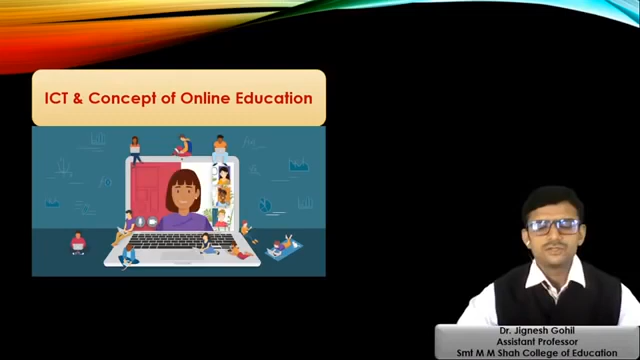 ICT & Concept of Online Education
Dr. Jignesh Gohil
Assistant Professor
Smt M M Shah College of Education